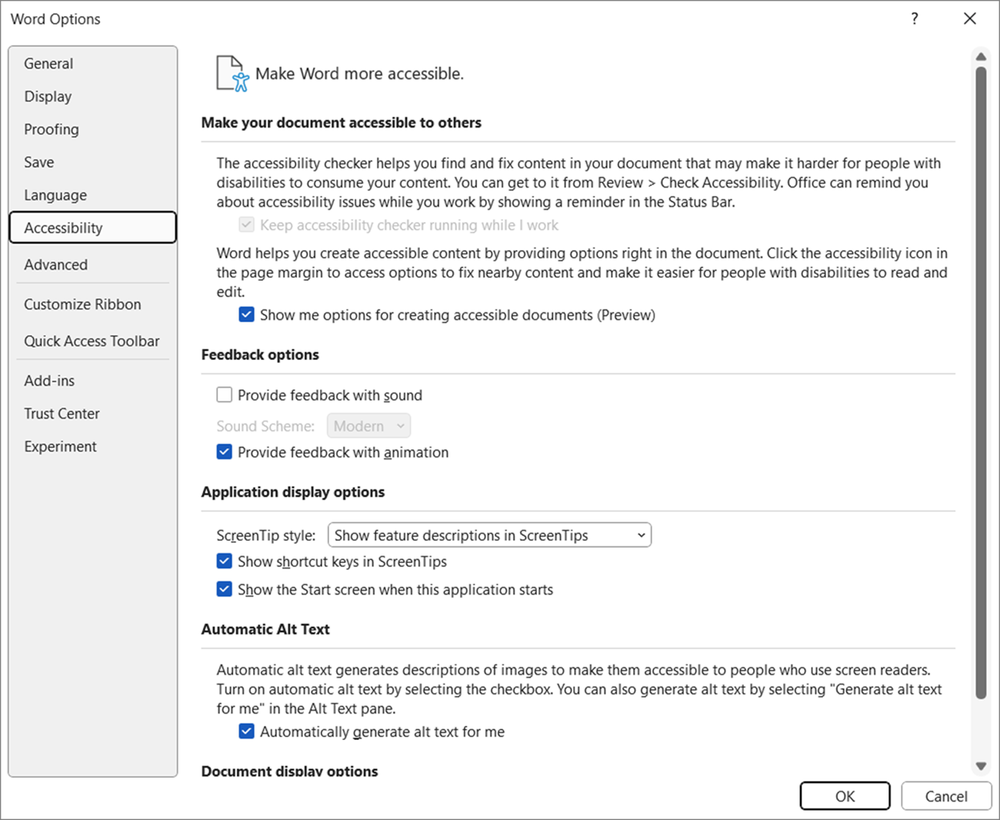 Word Options
?
General
Display
Proofing
Save
Language
Accessibility
Advanced
Customize Ribbon
Quick Access Toolbar
Add-ins
Trust Center
Experiment
Make Word more accessible.
Make your document accessible to others
The accessibility checker helps you find and fix content in your document that may make it harder for people with
disabilities to consume your content. You can get to it from Review > Check Accessibility. Office can remind you
about accessibility issues while you work by showing a reminder in the Status Bar.
Keep accessibility checker running while I work
Word helps you create accessible content by providing options right in the document. Click the accessibility icon in
the page margin to access options to fix nearby content and make it easier for people with disabilities to read and
edit.
Show me options for creating accessible documents (Preview)
Feedback options
Provide feedback with sound
Sound Scheme: Modern
Provide feedback with animation
Application display options
ScreenTip style: Show feature descriptions in ScreenTips
Show shortcut keys in ScreenTips
Show the Start screen when this application starts
Automatic Alt Text
Automatic alt text generates descriptions of images to make them accessible to people who use screen readers.
Turn on automatic alt text by selecting the checkbox. You can also generate alt text by selecting "Generate alt text
for me" in the Alt Text pane.
Automatically generate alt text for me
Document display options
OK Cancel